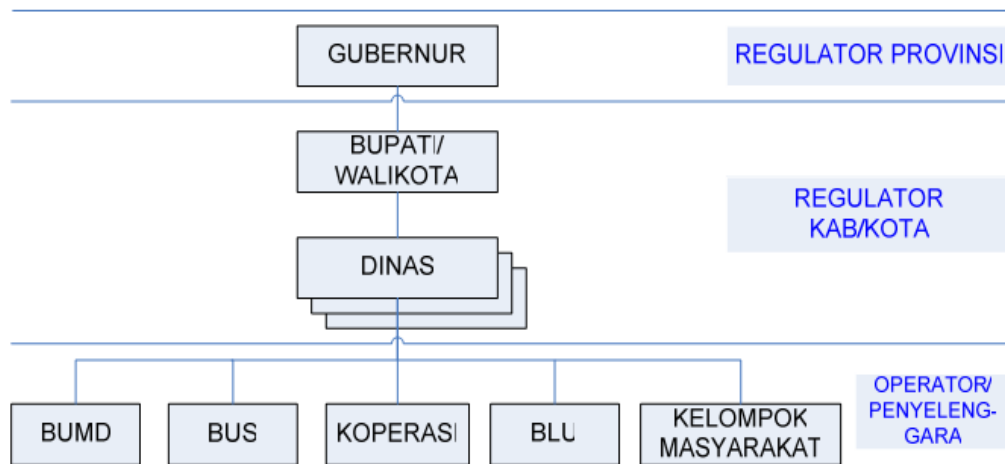 GUBERNUR
REGULATOR PROVINSI
BUPATI/
WALIKOTA
REGULATOR
KAB/KOTA
DINAS
BUMD
BUS
KOPERASI
BLU
KELOMPOK
MASYARAKAT
OPERATOR/
PENYELENG-
GARA